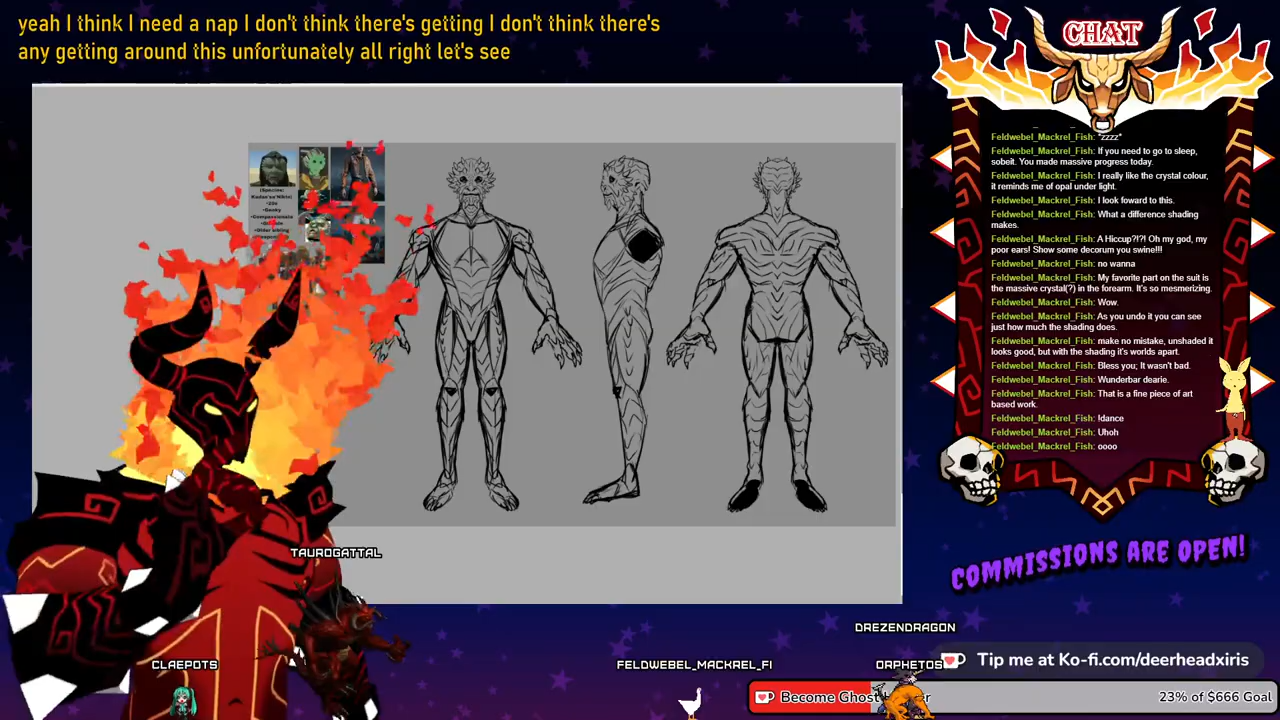 yeah I think I need a nap I don't think there's getting I don't think there's
any getting around this unfortunately all right let's see
CHAT
Feldwebel_Mackrel_Fish: *zzzz*
Feldwebel_Mackrel_Fish: If you need to go to sleep,
sobeit. You made massive progress today.
Feldwebel_Mackrel_Fish: I really like the crystal colour,
it reminds me of opal under light.
Feldwebel_Mackrel_Fish: I look foward to this.
Feldwebel_Mackrel_Fish: What a difference shading
makes.
Feldwebel_Mackrel_Fish: A Hiccup?!?! Oh my god, my
poor ears! Show some decorum you swine!!!
Feldwebel_Mackrel_Fish: no wanna
Feldwebel_Mackrel_Fish: My favorite part on the suit is
the massive crystal(?) in the forearm. It's so mesmerizing.
Feldwebel_Mackrel_Fish: Wow.
Feldwebel_Mackrel_Fish: As you undo it you can see
just how much the shading does.
Feldwebel_Mackrel_Fish: make no mistake, unshaded it
looks good, but with the shading it's worlds apart.
Feldwebel_Mackrel_Fish: Bless you; It wasn't bad.
Feldwebel_Mackrel_Fish: Wunderbar dearie.
Feldwebel_Mackrel_Fish: That is a fine piece of art
based work.
Feldwebel_Mackrel_Fish: !dance
Feldwebel_Mackrel_Fish: Uhoh
Feldwebel_Mackrel_Fish: oooo
(Species:
•Geeky
TAUROGATTAL
COMMISSIONS ARE OPEN!
DREZENDRAGON
CLAEPOTS
FELDWEBEL_MACKREL_FI
ORPHETOS
Tip me at Ko-fi.com/deerheadxiris
Become Ghost
23% of $666 Goal